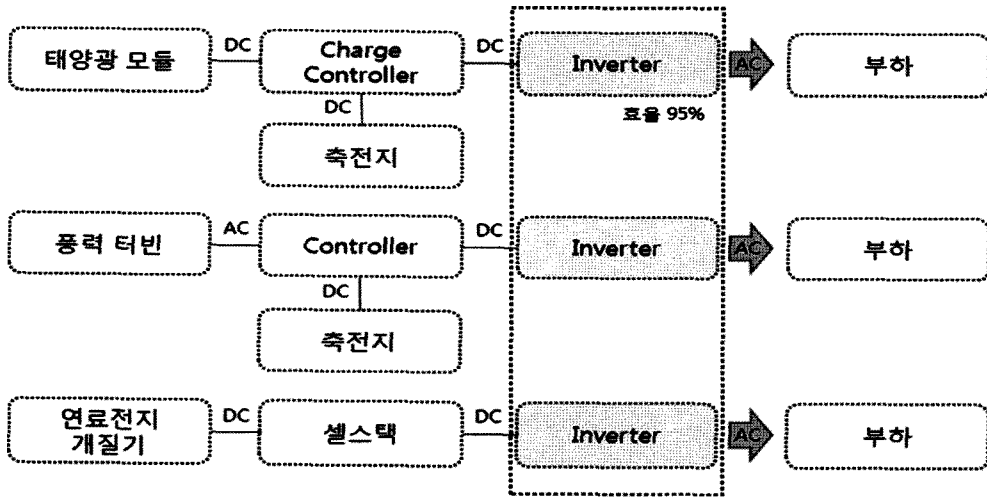 태양광 모듈
DC
Charge
Controller
DC
Inverter
AC
부하
효율 95%
DC
축전지
풍력 터빈
AC
Controller
DC
Inverter
AC
부하
DC
축전지
연료전지
개질기
DC
셀스택
DC
Inverter
AC
부하